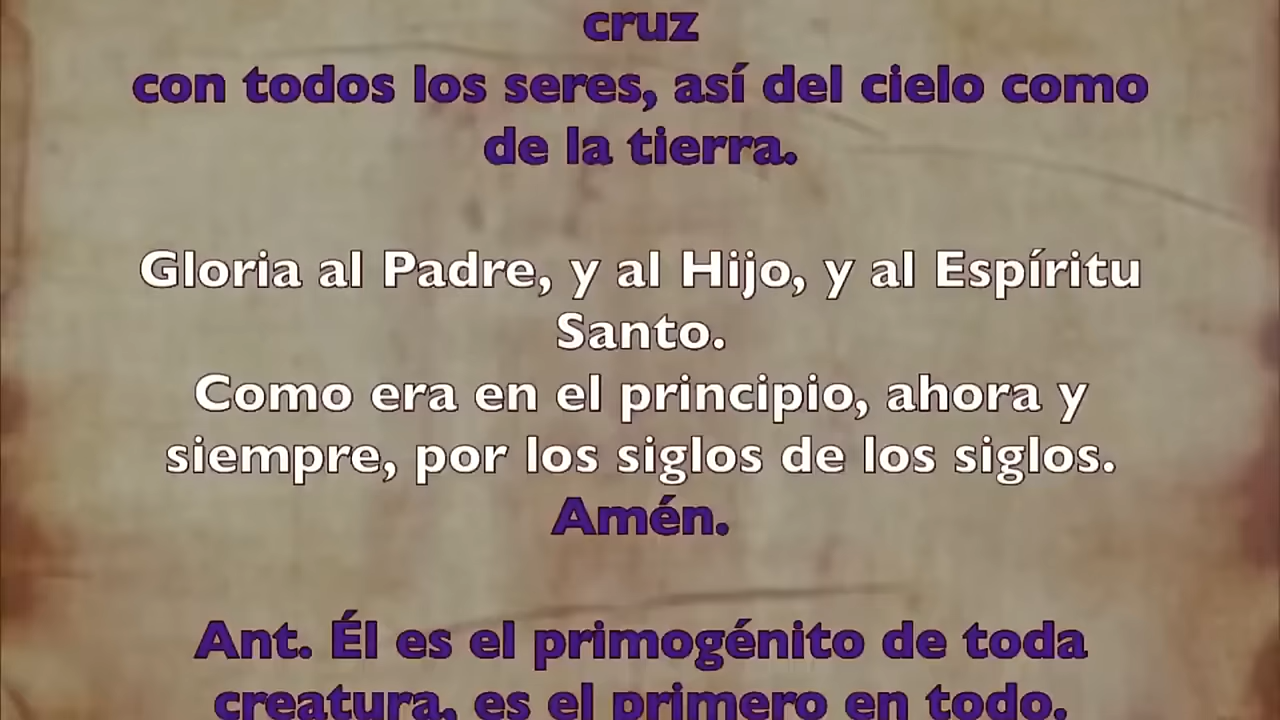 cruz
con todos los seres, así del cielo como
de la tierra.
Gloria al Padre, y al Hijo, y al Espíritu
Santo.
Como era en el principio, ahora y
siempre, por los siglos de los siglos.
Amén.
Ant. Él es el primogénito de toda
creatura, es el primero en todo.